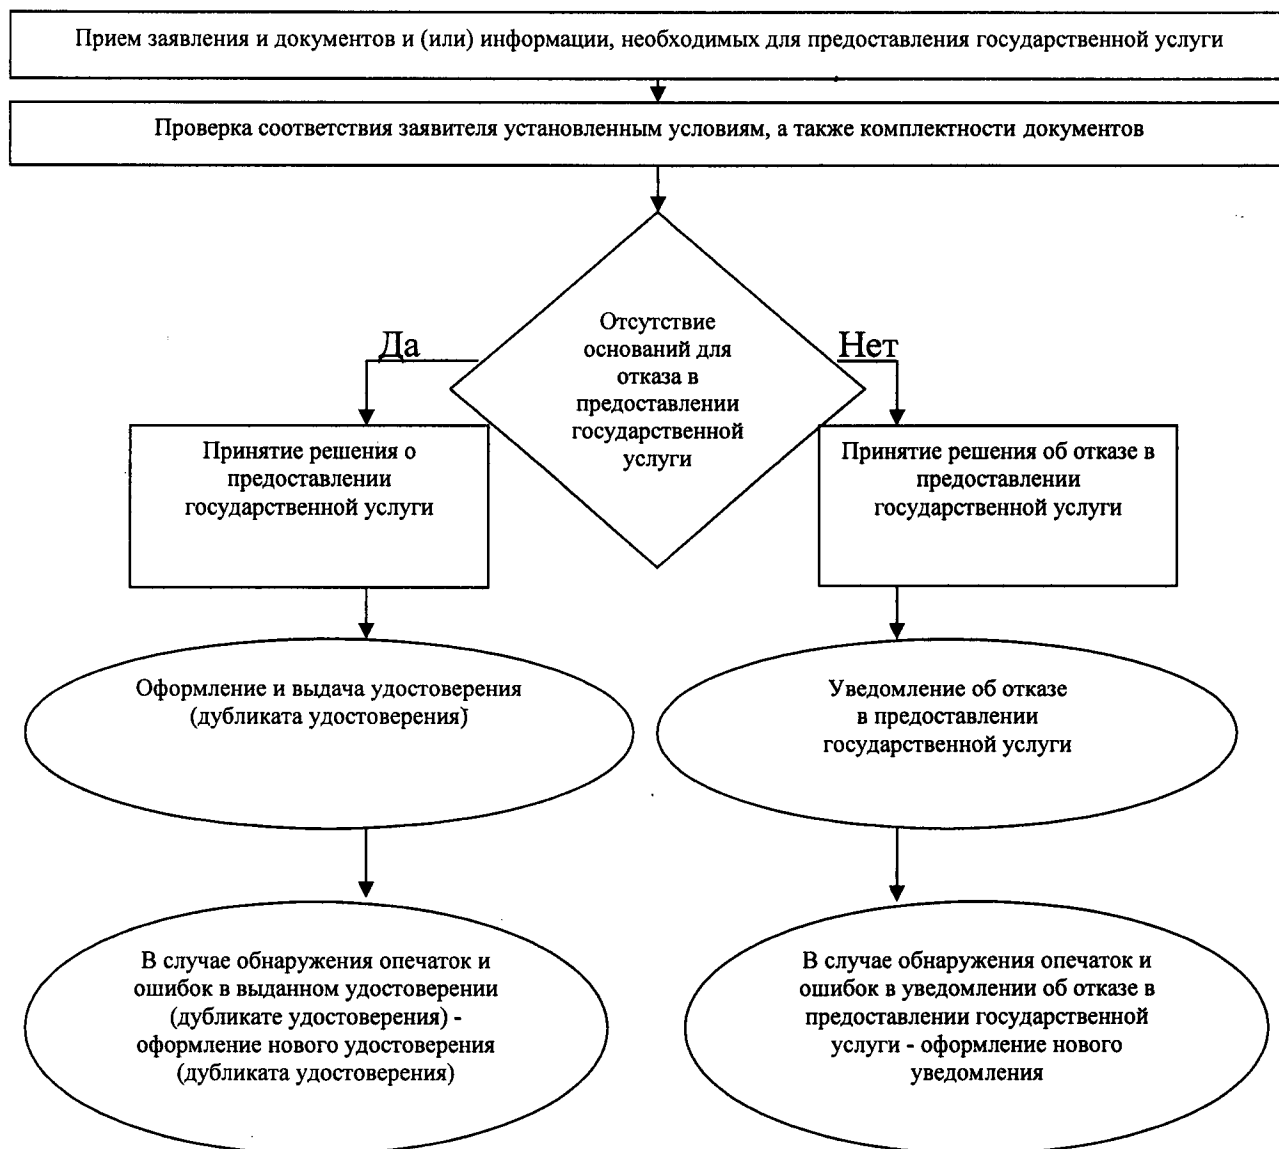 Прием заявления и документов и (или) информации, необходимых для предоставления государственной услуги
Проверка соответствия заявителя установленным условиям, а также комплектности документов
Отсутствие
оснований для
отказа в
предоставлении
государственной
услуги
Да
Нет
Принятие решения о
предоставлении
государственной услуги
Принятие решения об отказе в
предоставлении
государственной услуги
Оформление и выдача удостоверения
(дубликата удостоверения)
Уведомление об отказе
в предоставлении
государственной услуги
В случае обнаружения опечаток и
ошибок в выданном удостоверении
(дубликате удостоверения) -
оформление нового удостоверения
(дубликата удостоверения)
В случае обнаружения опечаток и
ошибок в уведомлении об отказе в
предоставлении государственной
услуги - оформление нового
уведомления